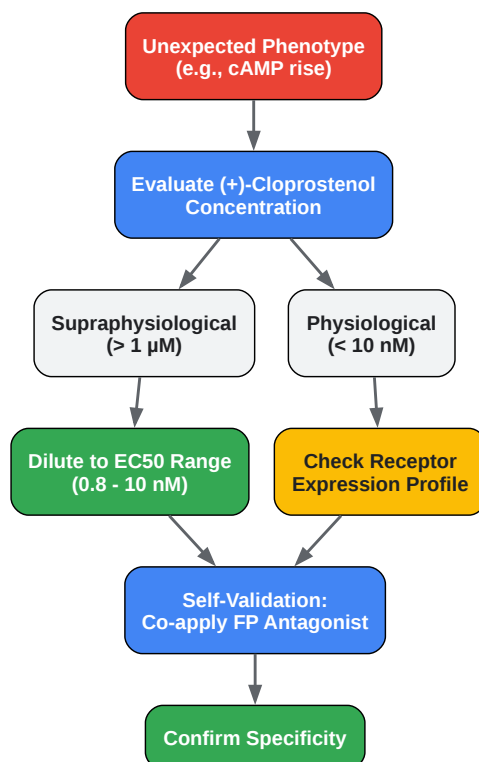 Unexpected Phenotype
(e.g., cAMP rise)
Evaluate (+)-Cloprostenol
Concentration
Supraphysiological
(> 1 µM)
Physiological
(< 10 nM)
Dilute to EC50 Range
(0.8 - 10 nM)
Check Receptor
Expression Profile
Self-Validation:
Co-apply FP Antagonist
Confirm Specificity